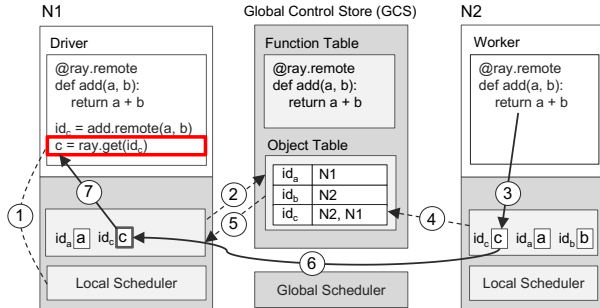 N1
Driver
@ray.remote
def add(a, b):
return a + b
idc = add.remote(a, b)
c = ray.get(idc)
1
7
ida a idc c
Local Scheduler
2
5
Global Control Store (GCS)
Function Table
@ray.remote
def add(a, b):
return a + b
Object Table
ida N1
idb N2
idc N2, N1
4
6
Global Scheduler
N2
Worker
@ray.remote
def add(a, b):
return a + b
3
idc c ida a idb b
Local Scheduler